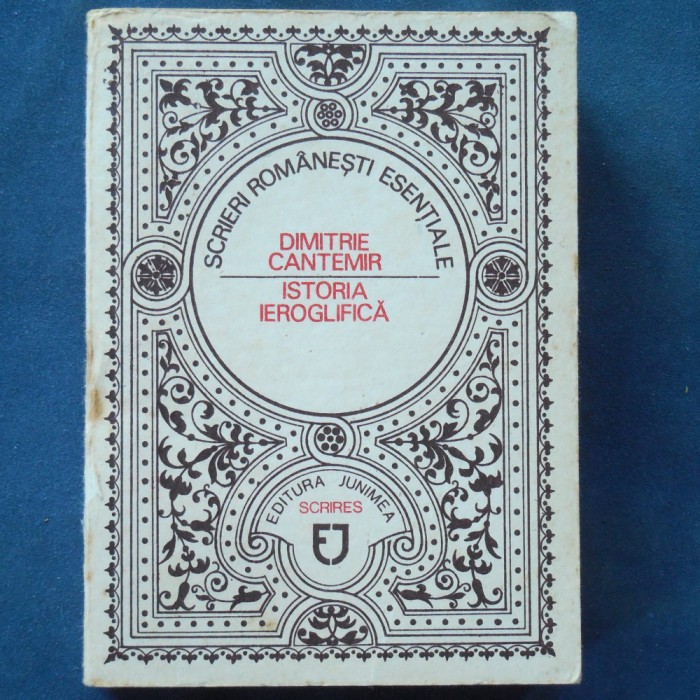 SCRIERI ROMÂNEȘTI ESENȚIALE
DIMITRIE
CANTEMIR
ISTORIA
IEROGLIFICĂ
EDITURA JUNIMEA
SCRIRES
EJ